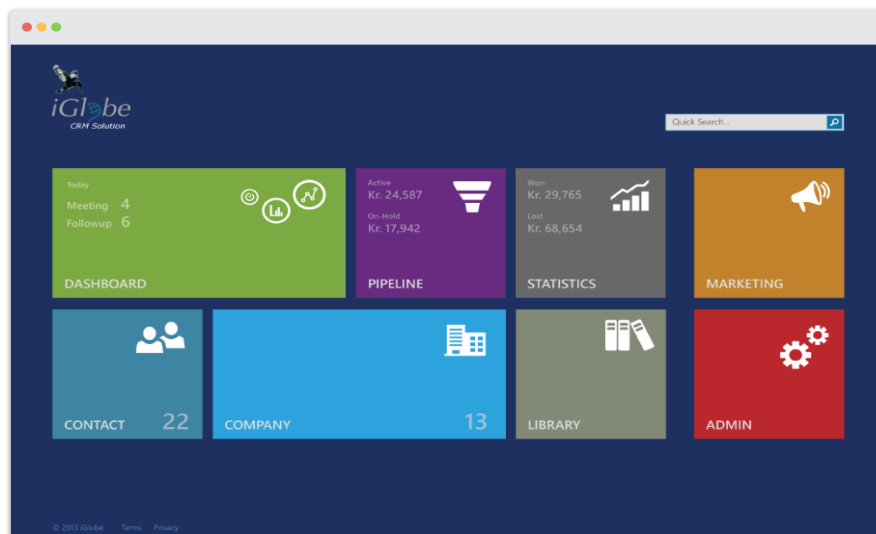 iGlobe
CRM Solution
Quick Search...
Today
Meeting 4
Followup 6
DASHBOARD
Active
Kr. 24,587
On-Hold
Kr. 17,942
PIPELINE
Won
Kr. 29,765
Lost
Kr. 68,654
STATISTICS
MARKETING
CONTACT 22
COMPANY 13
LIBRARY
ADMIN
© 2013 iGlobe Terms Privacy